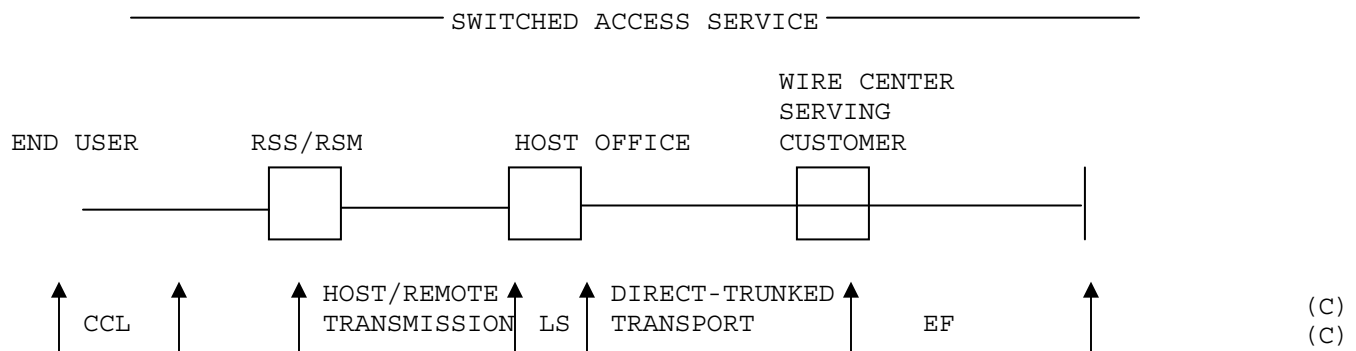 SWITCHED ACCESS SERVICE
WIRE CENTER
SERVING
END USER RSS/RSM HOST OFFICE CUSTOMER
HOST/REMOTE DIRECT-TRUNKED (C)
CCL TRANSMISSION LS TRANSPORT EF (C)